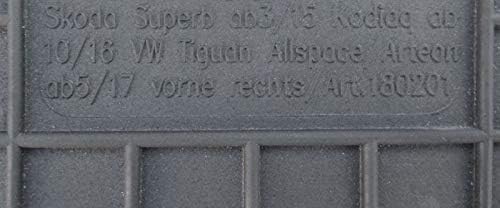 Skoda Superb ab3/15 Kodiaq ab
10/16 VW Tiguan Allspace Arteon
ab5/17 vorne rechts/Art.180201